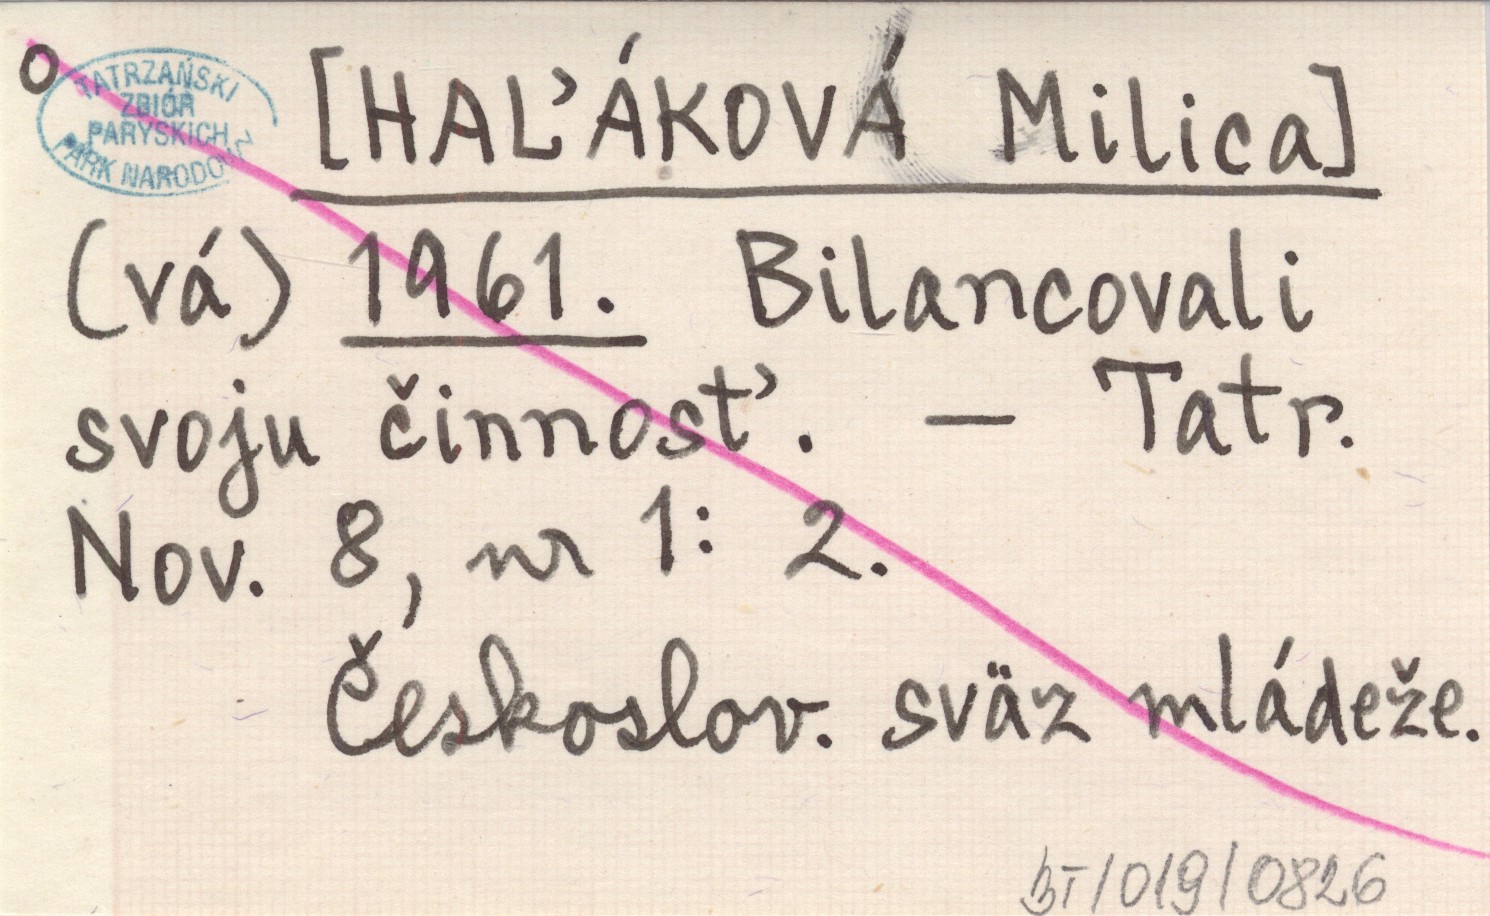 o
TATRZAŃSKI
ZBIÓR
PARYSKICH
PARK NARODOWY
[HAĽÁKOVÁ Milica]
(vá) 1961. Bilancovali
svoju činnosť. — Tatr.
Nov. 8, nr 1: 2.
Českoslov. sväz mládeže.
BT/019/0826